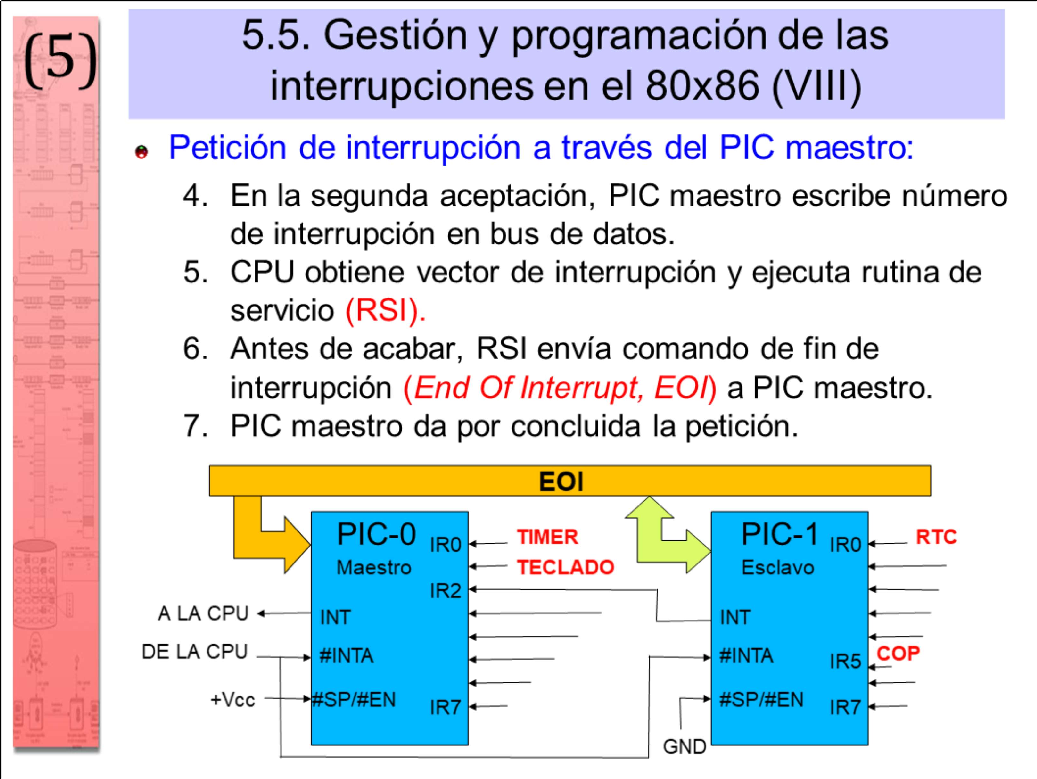 (5)
5.5. Gestión y programación de las
interrupciones en el 80x86 (VIII)
Petición de interrupción a través del PIC maestro:
4. En la segunda aceptación, PIC maestro escribe número
de interrupción en bus de datos.
5. CPU obtiene vector de interrupción y ejecuta rutina de
servicio (RSI).
6. Antes de acabar, RSI envía comando de fin de
interrupción (End Of Interrupt, EOI) a PIC maestro.
7. PIC maestro da por concluida la petición.
EOI
PIC-0
Maestro
IR0
TIMER
TECLADO
IR2
A LA CPU
INT
DE LA CPU
#INTA
+Vcc
#SP/#EN
IR7
PIC-1
Esclavo
IR0
RTC
INT
#INTA
IR5
COP
#SP/#EN
IR7
GND